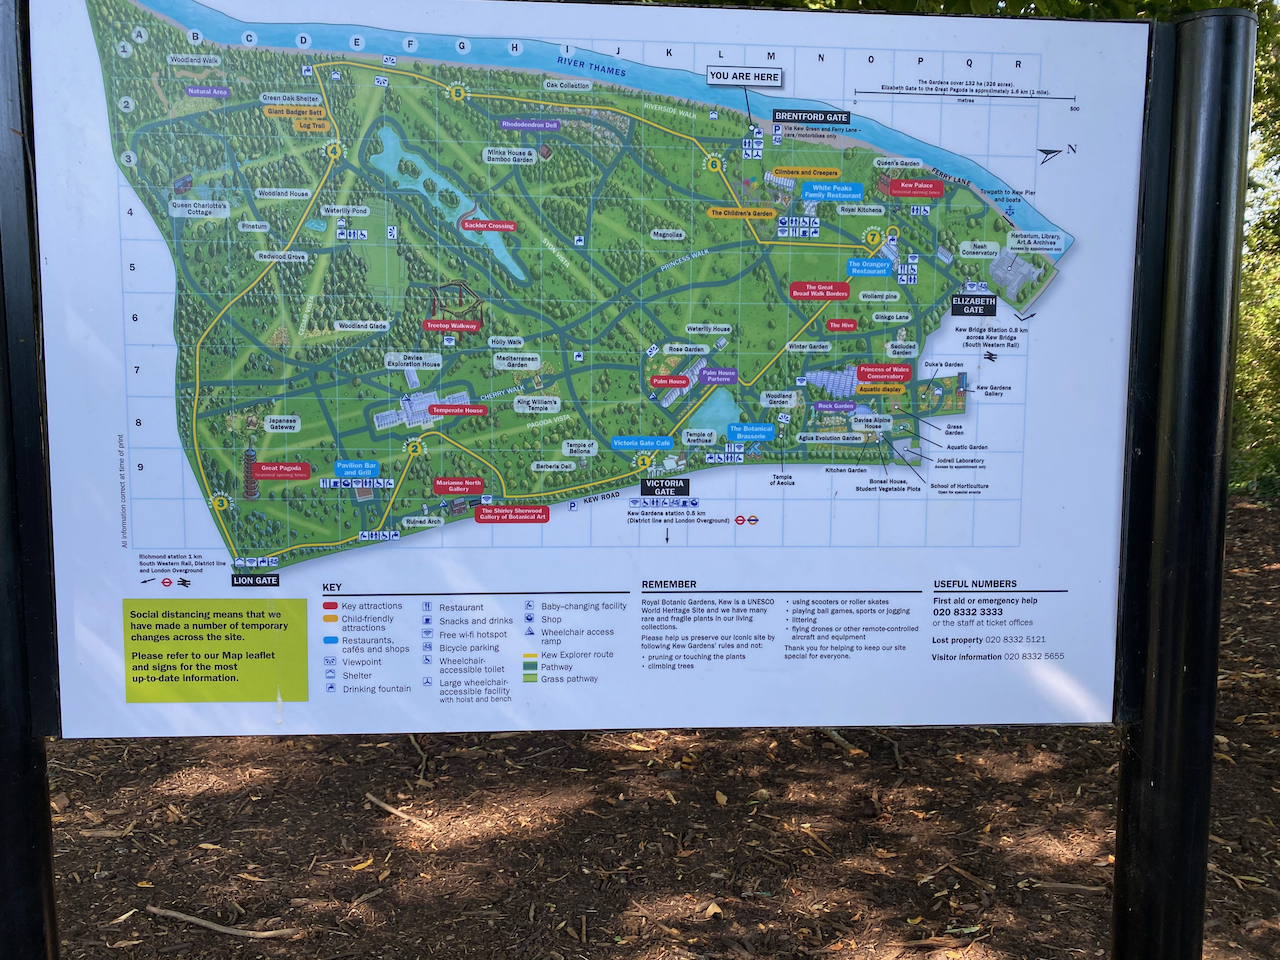 A B C D E F G H I J K L M N O P Q R
1
2
3
4
5
6
7
8
9
RIVER THAMES
YOU ARE HERE
The Gardens cover 132 ha (326 acres).
Elizabeth Gate to the Great Pagoda is approximately 1.6 km (1 mile).
0
500
metres
N
Woodland Walk
Natural Area
Green Oak Shelter
Giant Badger Sett
Log Trail
Oak Collection
RIVERSIDE WALK
BRENTFORD GATE
Via Kew Green and Ferry Lane –
cars/motorbikes only
Rhododendron Dell
Minka House &
Bamboo Garden
Climbers and Creepers
White Peaks
Family Restaurant
Queen's Garden
Kew Palace
FERRY LANE
Towpath to Kew Pier
and boats
Woodland House
Queen Charlotte's
Cottage
Waterlily Pond
Pinetum
Redwood Grove
Sackler Crossing
The Children's Garden
Royal Kitchens
Magnolias
SYON VISTA
PRINCESS WALK
CEDAR VISTA
Herbarium, Library,
Art & Archives
Access by appointment only
Nash
Conservatory
The Orangery
Restaurant
The Great
Broad Walk Borders
Wollemi pine
Ginkgo Lane
ELIZABETH
GATE
Kew Bridge Station 0.8 km
across Kew Bridge
(South Western Rail)
Treetop Walkway
Woodland Glade
Holly Walk
Waterlily House
The Hive
Rose Garden
Winter Garden
Secluded
Garden
Davies
Exploration House
Mediterranean
Garden
Palm House
Palm House
Parterre
Princess of Wales
Conservatory
Duke's Garden
Kew Gardens
Gallery
Aquatic display
CHERRY WALK
King William's
Temple
Woodland
Garden
Rock Garden
Temperate House
PAGODA VISTA
Davies Alpine
House
Grass
Garden
Japanese
Gateway
Temple of
Bellona
Victoria Gate Café
Temple of
Arethusa
The Botanical
Brasserie
Agius Evolution Garden
Aquatic Garden
Jodrell Laboratory
Access by appointment only
Great Pagoda
Pavilion Bar
and Grill
Berberis Dell
Kitchen Garden
Temple
of
Aeolus
Bonsai House,
Student Vegetable Plots
School of Horticulture
Open for special events
Marianne North
Gallery
The Shirley Sherwood
Gallery of Botanical Art
Ruined Arch
KEW ROAD
VICTORIA
GATE
Kew Gardens station 0.5 km
(District line and London Overground)
All information correct at time of print
Richmond station 1 km
South Western Rail, District line
and London Overground
LION GATE
Social distancing means that we
have made a number of temporary
changes across the site.
Please refer to our Map leaflet
and signs for the most
up-to-date information.
KEY
Key attractions
Child-friendly
attractions
Restaurants,
cafés and shops
Viewpoint
Shelter
Drinking fountain
Restaurant
Snacks and drinks
Free wi-fi hotspot
Bicycle parking
Wheelchair-
accessible toilet
Large wheelchair-
accessible facility
with hoist and bench
Baby-changing facility
Shop
Wheelchair access
ramp
Kew Explorer route
Pathway
Grass pathway
REMEMBER
Royal Botanic Gardens, Kew is a UNESCO
World Heritage Site and we have many
rare and fragile plants in our living
collections.
Please help us preserve our iconic site by
following Kew Gardens' rules and not:
• pruning or touching the plants
• climbing trees
• using scooters or roller skates
• playing ball games, sports or jogging
• littering
• flying drones or other remote-controlled
aircraft and equipment
Thank you for helping to keep our site
special for everyone.
USEFUL NUMBERS
First aid or emergency help
020 8332 3333
or the staff at ticket offices
Lost property 020 8332 5121
Visitor information 020 8332 5655